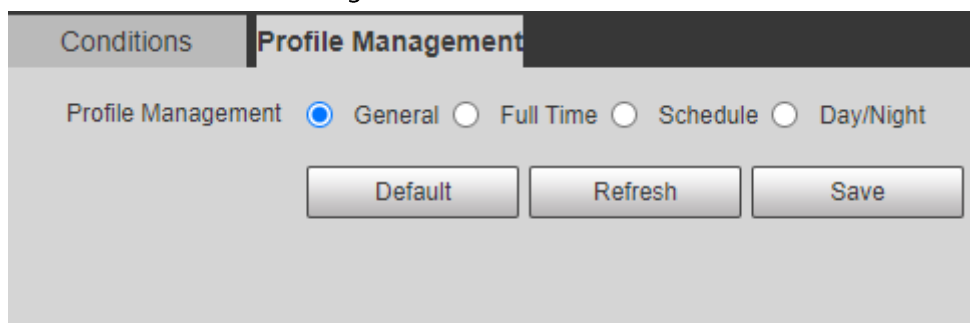 Conditions Profile Management
Profile Management General Full Time Schedule Day/Night
Default Refresh Save